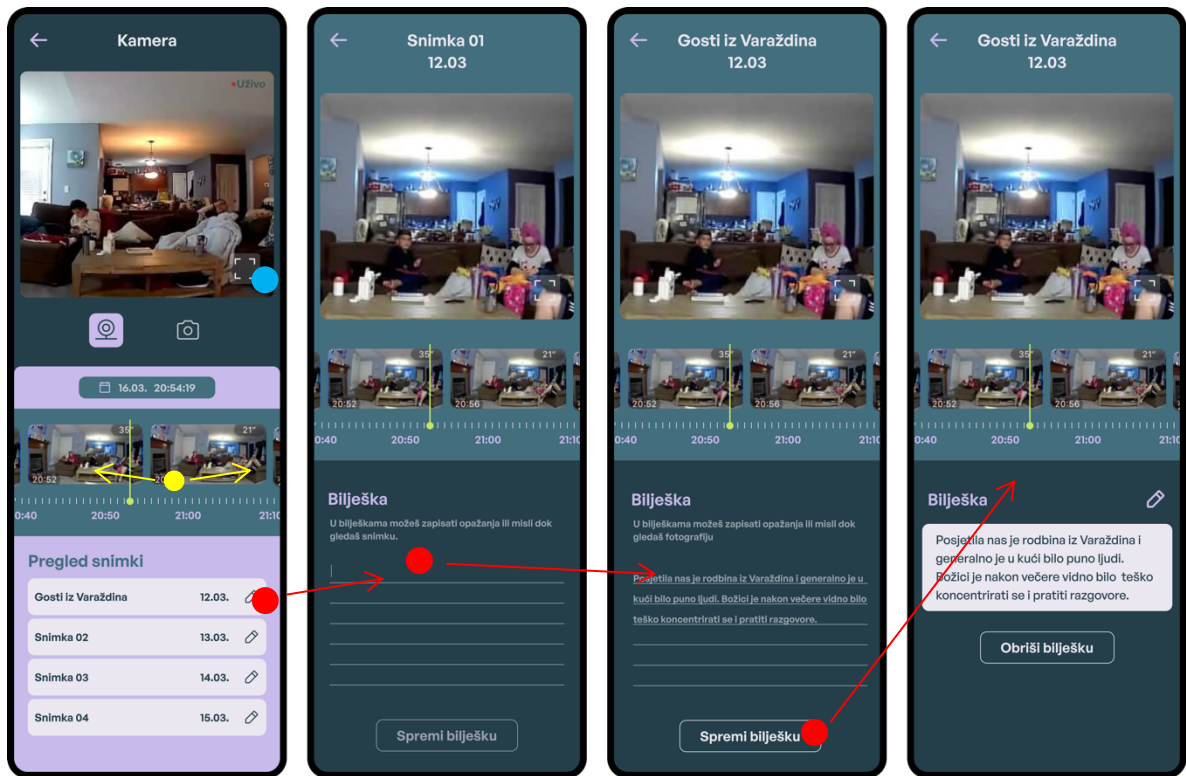 Kamera
•Uživo
16.03. 20:54:19
35"
21"
20:52
0:40 20:50 21:00 21:10
Pregled snimki
Gosti iz Varaždina 12.03.
Snimka 02 13.03.
Snimka 03 14.03.
Snimka 04 15.03.
Snimka 01
12.03
35"
21"
20:52
20:56
0:40 20:50 21:00 21:10
Bilješka
U bilješkama možeš zapisati opažanja ili misli dok
gledaš snimku.
Spremi bilješku
Gosti iz Varaždina
12.03
35"
21"
20:52
20:56
0:40 20:50 21:00 21:10
Bilješka
U bilješkama možeš zapisati opažanja ili misli dok
gledaš fotografiju
Posjetila nas je rodbina iz Varaždina i generalno je u
kući bilo puno ljudi. Božici je nakon večere vidno bilo
teško koncentrirati se i pratiti razgovore.
Spremi bilješku
Gosti iz Varaždina
12.03
35"
21"
20:52
20:56
0:40 20:50 21:00 21:10
Bilješka
Posjetila nas je rodbina iz Varaždina i
generalno je u kući bilo puno ljudi.
Božici je nakon večere vidno bilo teško
koncentrirati se i pratiti razgovore.
Obriši bilješku